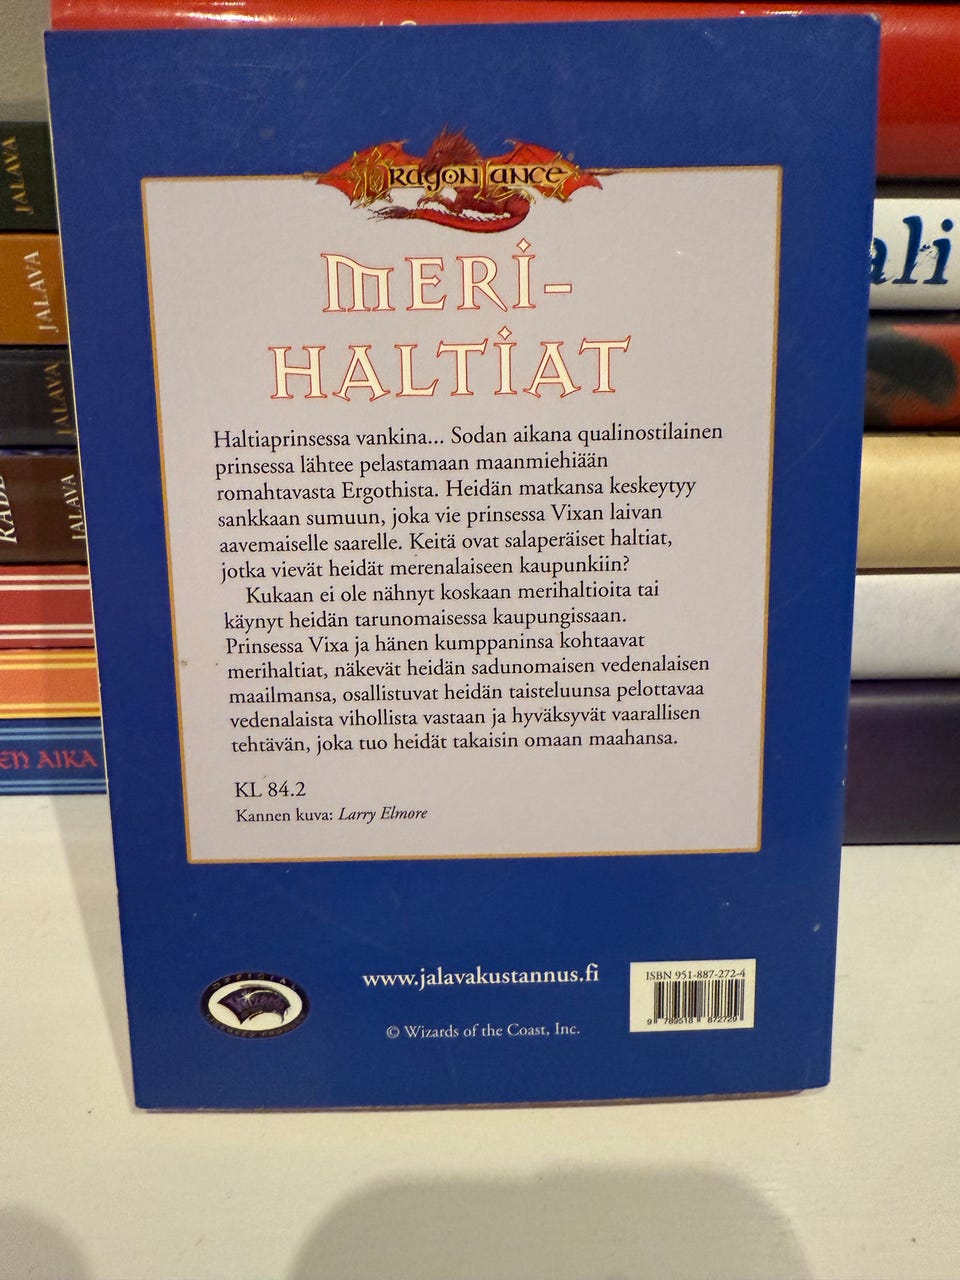 JALAVA
JALAVA
JALAVA
JALAVA
EN AIKA
ali
DRAGONLANCE
MERI-
HALTIAT
Haltiaprinsessa vankina... Sodan aikana qualinostilainen
prinsessa lähtee pelastamaan maanmiehiään
romahtavasta Ergothista. Heidän matkansa keskeytyy
sankkaan sumuun, joka vie prinsessa Vixan laivan
aavemaiselle saarelle. Keitä ovat salaperäiset haltiat,
jotka vievät heidät merenalaiseen kaupunkiin?
Kukaan ei ole nähnyt koskaan merihaltioita tai
käynyt heidän tarunomaisessa kaupungissaan.
Prinsessa Vixa ja hänen kumppaninsa kohtaavat
merihaltiat, näkevät heidän sadunomaisen vedenalaisen
maailmansa, osallistuvat heidän taisteluunsa pelottavaa
vedenalaista vihollista vastaan ja hyväksyvät vaarallisen
tehtävän, joka tuo heidät takaisin omaan maahansa.
KL 84.2
Kannen kuva: Larry Elmore
OFFICIAL
www.jalavakustannus.fi
© Wizards of the Coast, Inc.
ISBN 951-887-272-4
9 789518 872729